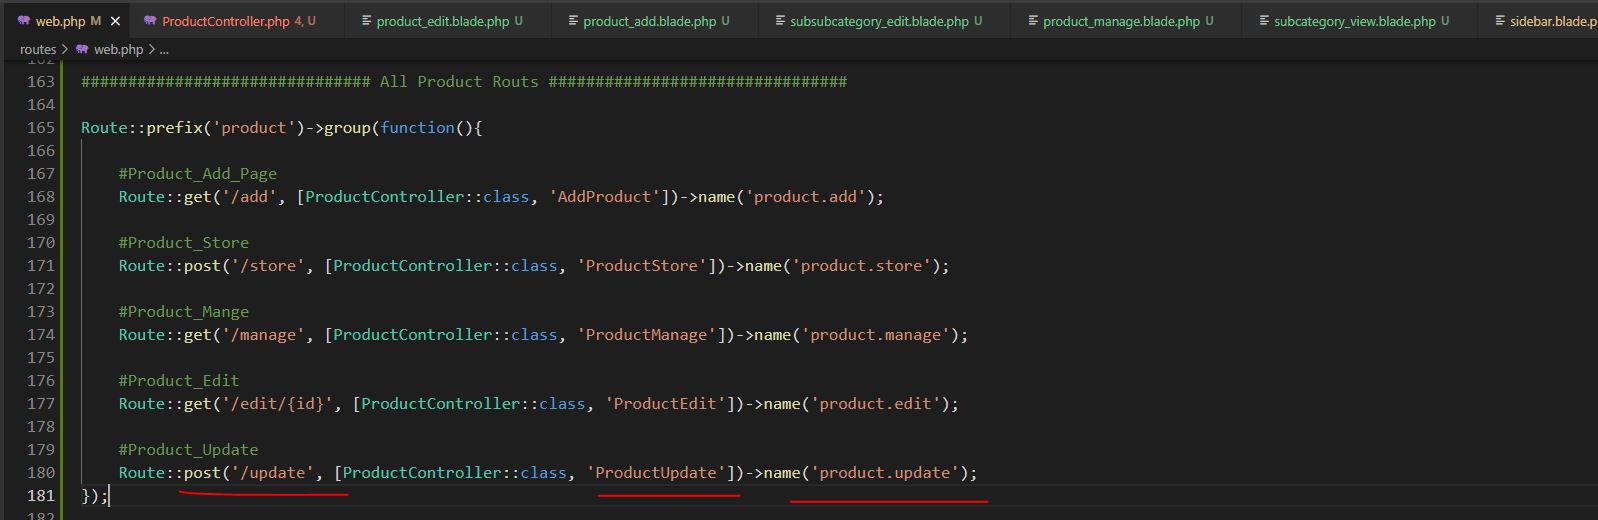 web.php M ProductController.php 4, U product_edit.blade.php U product_add.blade.php U subsubcategory_edit.blade.php U product_manage.blade.php U subcategory_view.blade.php U sidebar.blade.p
routes > web.php > ...
162
163 ############################### All Product Routs ################################
164
165 Route::prefix('product')->group(function(){
166
167 #Product_Add_Page
168 Route::get('/add', [ProductController::class, 'AddProduct'])->name('product.add');
169
170 #Product_Store
171 Route::post('/store', [ProductController::class, 'ProductStore'])->name('product.store');
172
173 #Product_Mange
174 Route::get('/manage', [ProductController::class, 'ProductManage'])->name('product.manage');
175
176 #Product_Edit
177 Route::get('/edit/{id}', [ProductController::class, 'ProductEdit'])->name('product.edit');
178
179 #Product_Update
180 Route::post('/update', [ProductController::class, 'ProductUpdate'])->name('product.update');
181 });
182